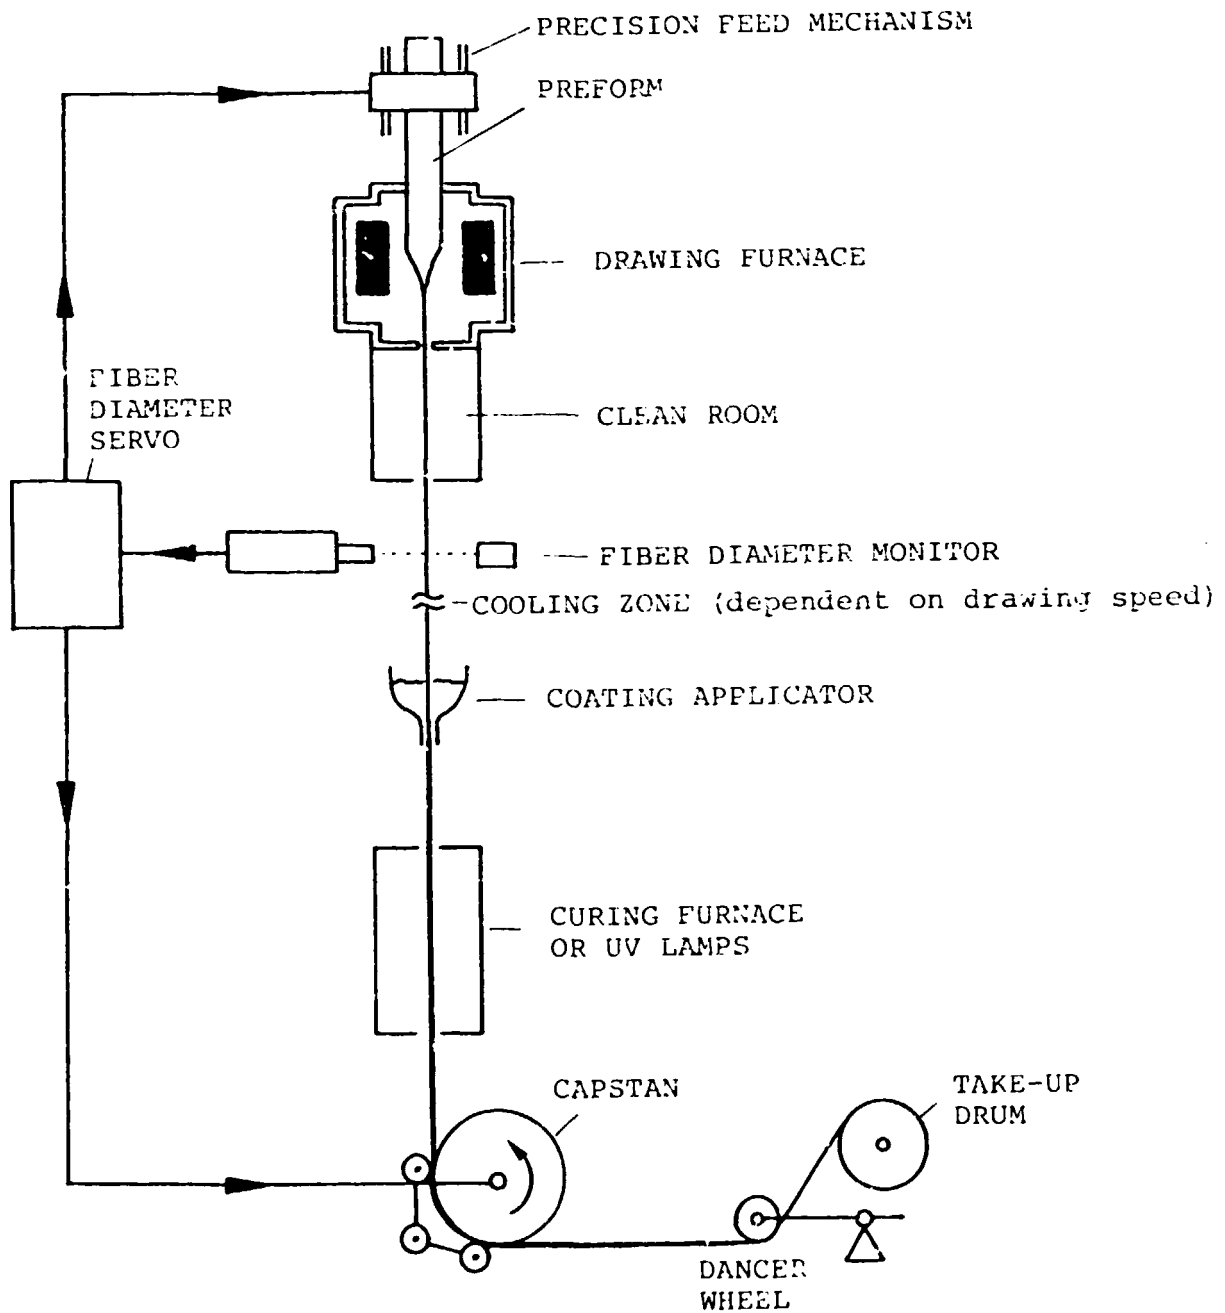 PRECISION FEED MECHANISM
PREFORM
DRAWING FURNACE
FIBER
DIAMETER
SERVO
CLEAN ROOM
FIBER DIAMETER MONITOR
COOLING ZONE (dependent on drawing speed)
COATING APPLICATOR
CURING FURNACE
OR UV LAMPS
CAPSTAN
TAKE-UP
DRUM
DANCER
WHEEL